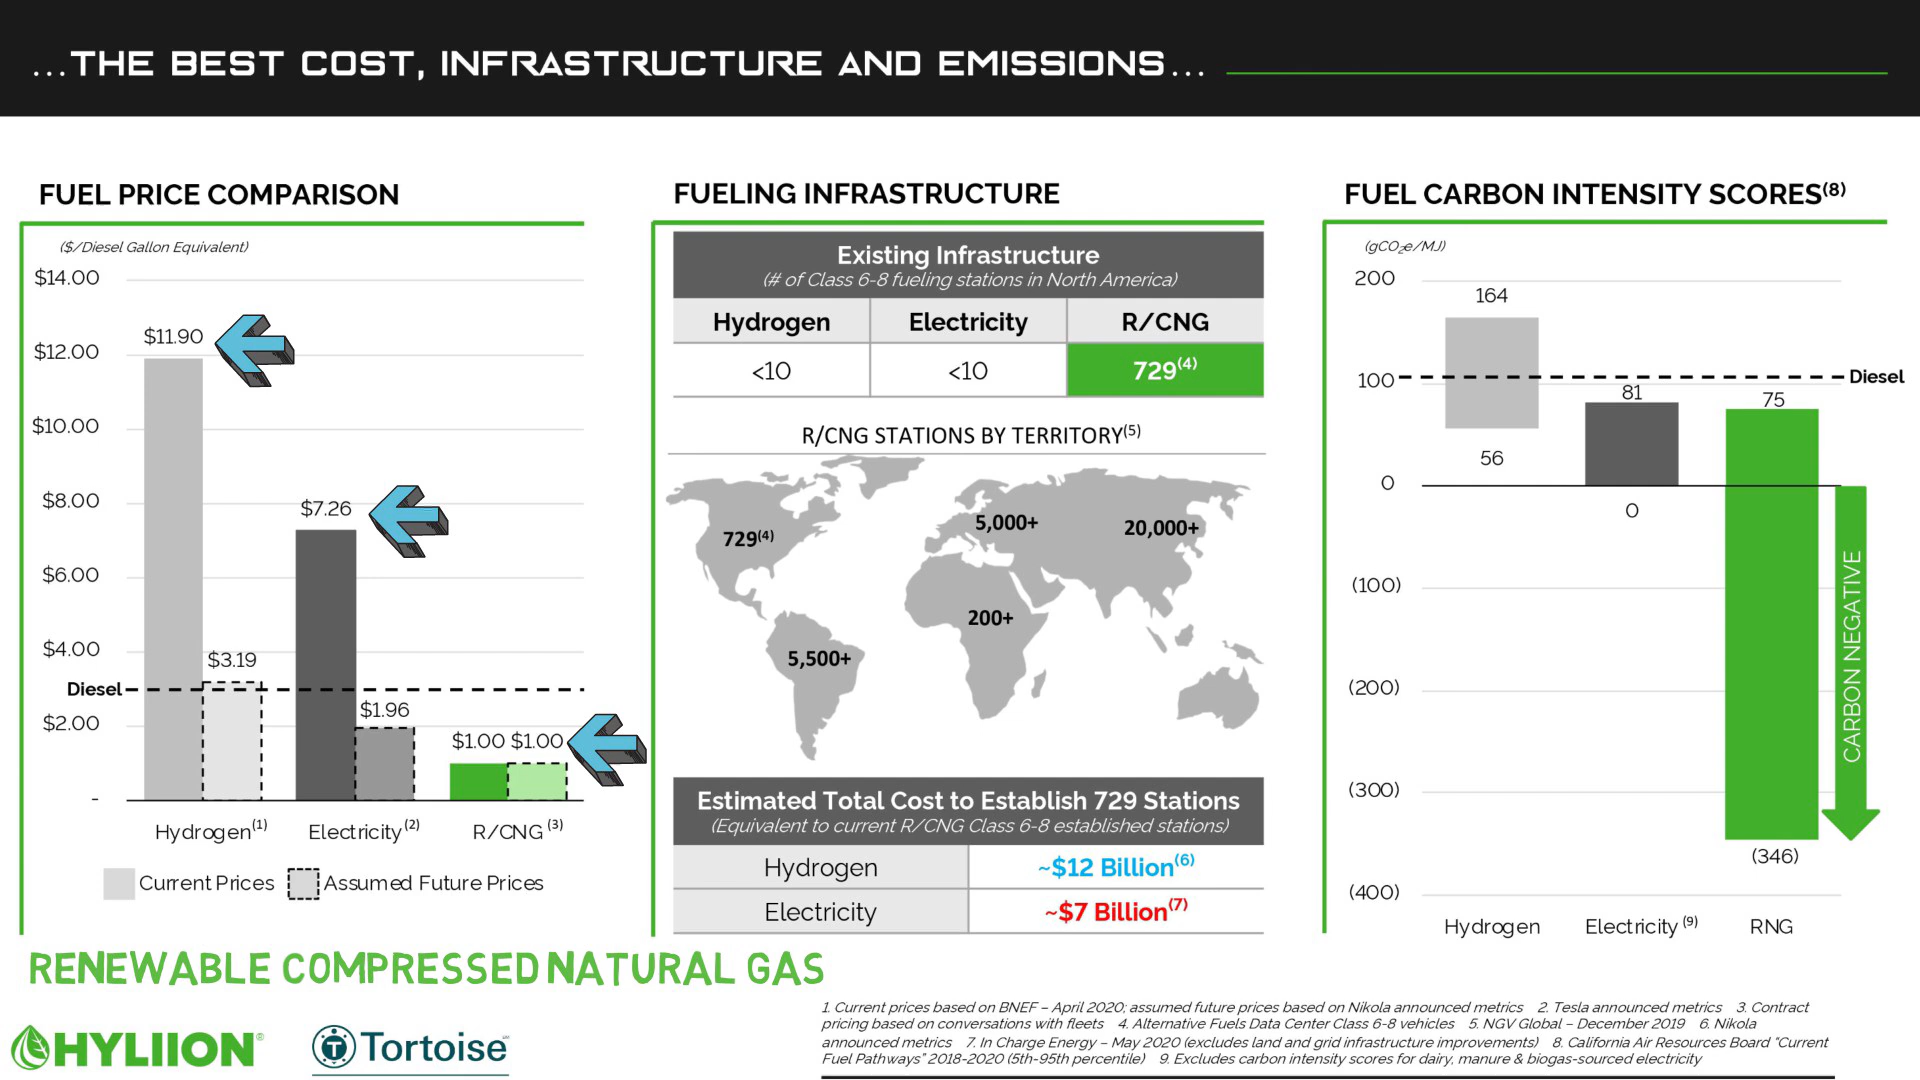 ...THE BEST COST, INFRASTRUCTURE AND EMISSIONS...
FUEL PRICE COMPARISON
($/Diesel Gallon Equivalent)
$14.00
$12.00
$10.00
$8.00
$6.00
$4.00
Diesel
$2.00
-
$11.90
$3.19
$7.26
$1.96
$1.00 $1.00
Hydrogen(1)
Electricity(2)
R/CNG(3)
Current Prices
Assumed Future Prices
FUELING INFRASTRUCTURE
Existing Infrastructure
(# of Class 6-8 fueling stations in North America)
Hydrogen Electricity R/CNG
<10 <10 729(4)
R/CNG STATIONS BY TERRITORY(5)
729(4)
5,000+
20,000+
200+
5,500+
Estimated Total Cost to Establish 729 Stations
(Equivalent to current R/CNG Class 6-8 established stations)
Hydrogen ~$12 Billion(6)
Electricity ~$7 Billion(7)
FUEL CARBON INTENSITY SCORES(8)
(gCO₂e/MJ)
200
100
0
(100)
(200)
(300)
(400)
164
56
Diesel
81
0
75
(346)
CARBON NEGATIVE
Hydrogen
Electricity(9)
RNG
RENEWABLE COMPRESSED NATURAL GAS
HYLIION®
Tortoise
1. Current prices based on BNEF – April 2020; assumed future prices based on Nikola announced metrics 2. Tesla announced metrics 3. Contract
pricing based on conversations with fleets 4. Alternative Fuels Data Center Class 6-8 vehicles 5. NGV Global – December 2019 6. Nikola
announced metrics 7. In Charge Energy – May 2020 (excludes land and grid infrastructure improvements) 8. California Air Resources Board "Current
Fuel Pathways" 2018-2020 (5th-95th percentile) 9. Excludes carbon intensity scores for dairy, manure & biogas-sourced electricity